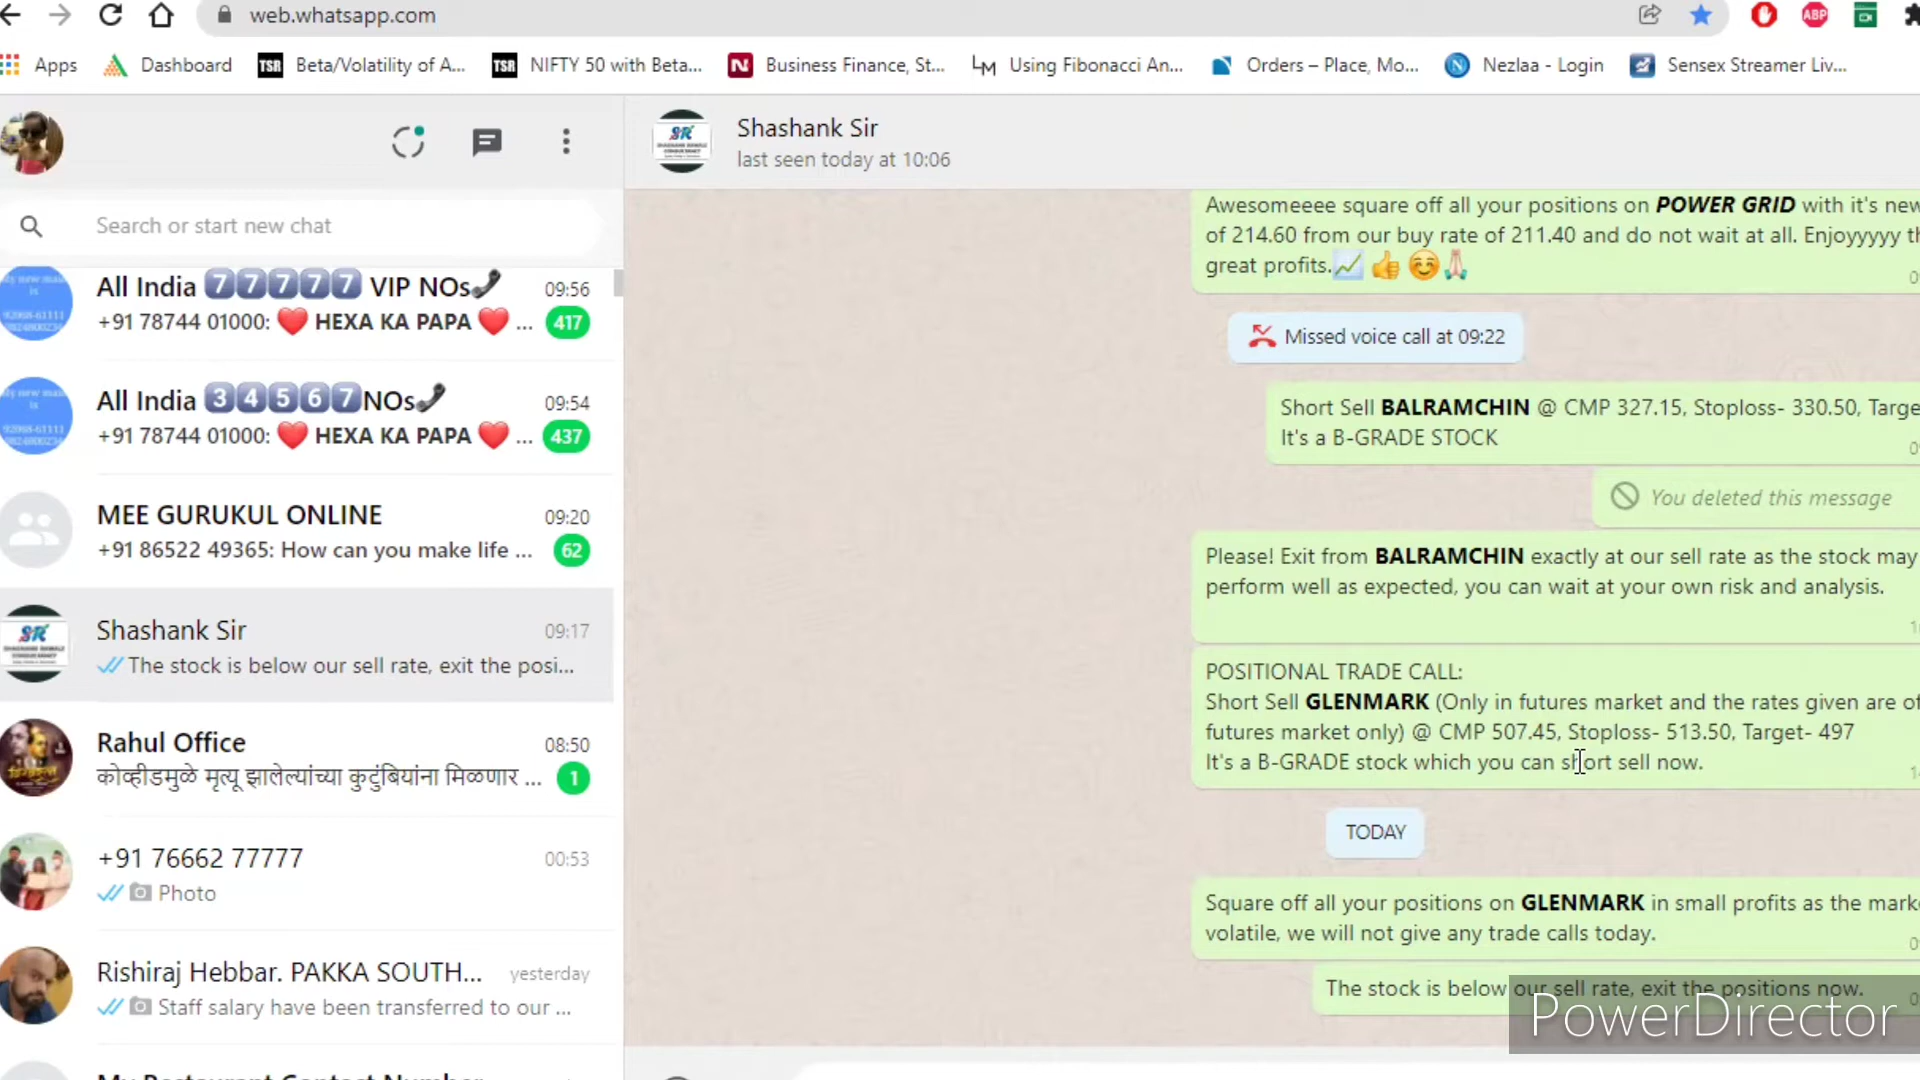 web.whatsapp.com
ABP
Apps
Dashboard
TSR Beta/Volatility of A...
TSR NIFTY 50 with Beta...
N Business Finance, St...
LM Using Fibonacci An...
Orders – Place, Mo...
N Nezlaa - Login
Sensex Streamer Liv...
Search or start new chat
All India 7️⃣7️⃣7️⃣7️⃣7️⃣ VIP NOs 09:56
+91 78744 01000: ❤️ HEXA KA PAPA ❤️ ... 417
All India 3️⃣4️⃣5️⃣6️⃣7️⃣NOs 09:54
+91 78744 01000: ❤️ HEXA KA PAPA ❤️ ... 437
MEE GURUKUL ONLINE 09:20
+91 86522 49365: How can you make life ... 62
Shashank Sir 09:17
The stock is below our sell rate, exit the posi...
Rahul Office 08:50
कोव्हीडमुळे मृत्यू झालेल्यांच्या कुटुंबियांना मिळणार ... 1
+91 76662 77777 00:53
Photo
Rishiraj Hebbar. PAKKA SOUTH... yesterday
Staff salary have been transferred to our ...
My Restaurant Contact Number
SR
Shashank Sir
last seen today at 10:06
Awesomeeee square off all your positions on POWER GRID with it's new
of 214.60 from our buy rate of 211.40 and do not wait at all. Enjoyyyyy
great profits.📈👍☺️🙏
Missed voice call at 09:22
Short Sell BALRAMCHIN @ CMP 327.15, Stoploss- 330.50, Targe
It's a B-GRADE STOCK
You deleted this message
Please! Exit from BALRAMCHIN exactly at our sell rate as the stock may
perform well as expected, you can wait at your own risk and analysis.
POSITIONAL TRADE CALL:
Short Sell GLENMARK (Only in futures market and the rates given are of
futures market only) @ CMP 507.45, Stoploss- 513.50, Target- 497
It's a B-GRADE stock which you can short sell now.
TODAY
Square off all your positions on GLENMARK in small profits as the mark
volatile, we will not give any trade calls today.
The stock is below our sell rate, exit the positions now.
PowerDirector